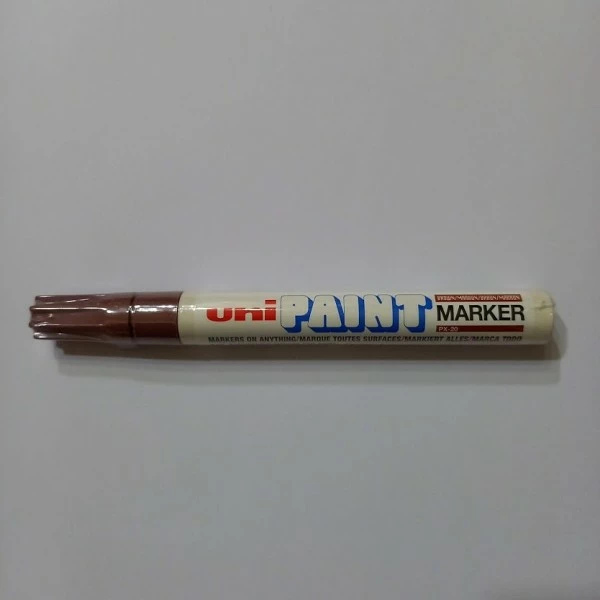 uni PAINT MARKER
PX-20
MARKERS ON ANYTHING/MARQUE TOUTES SURFACES/MARKIERT ALLES/MARCA TODO